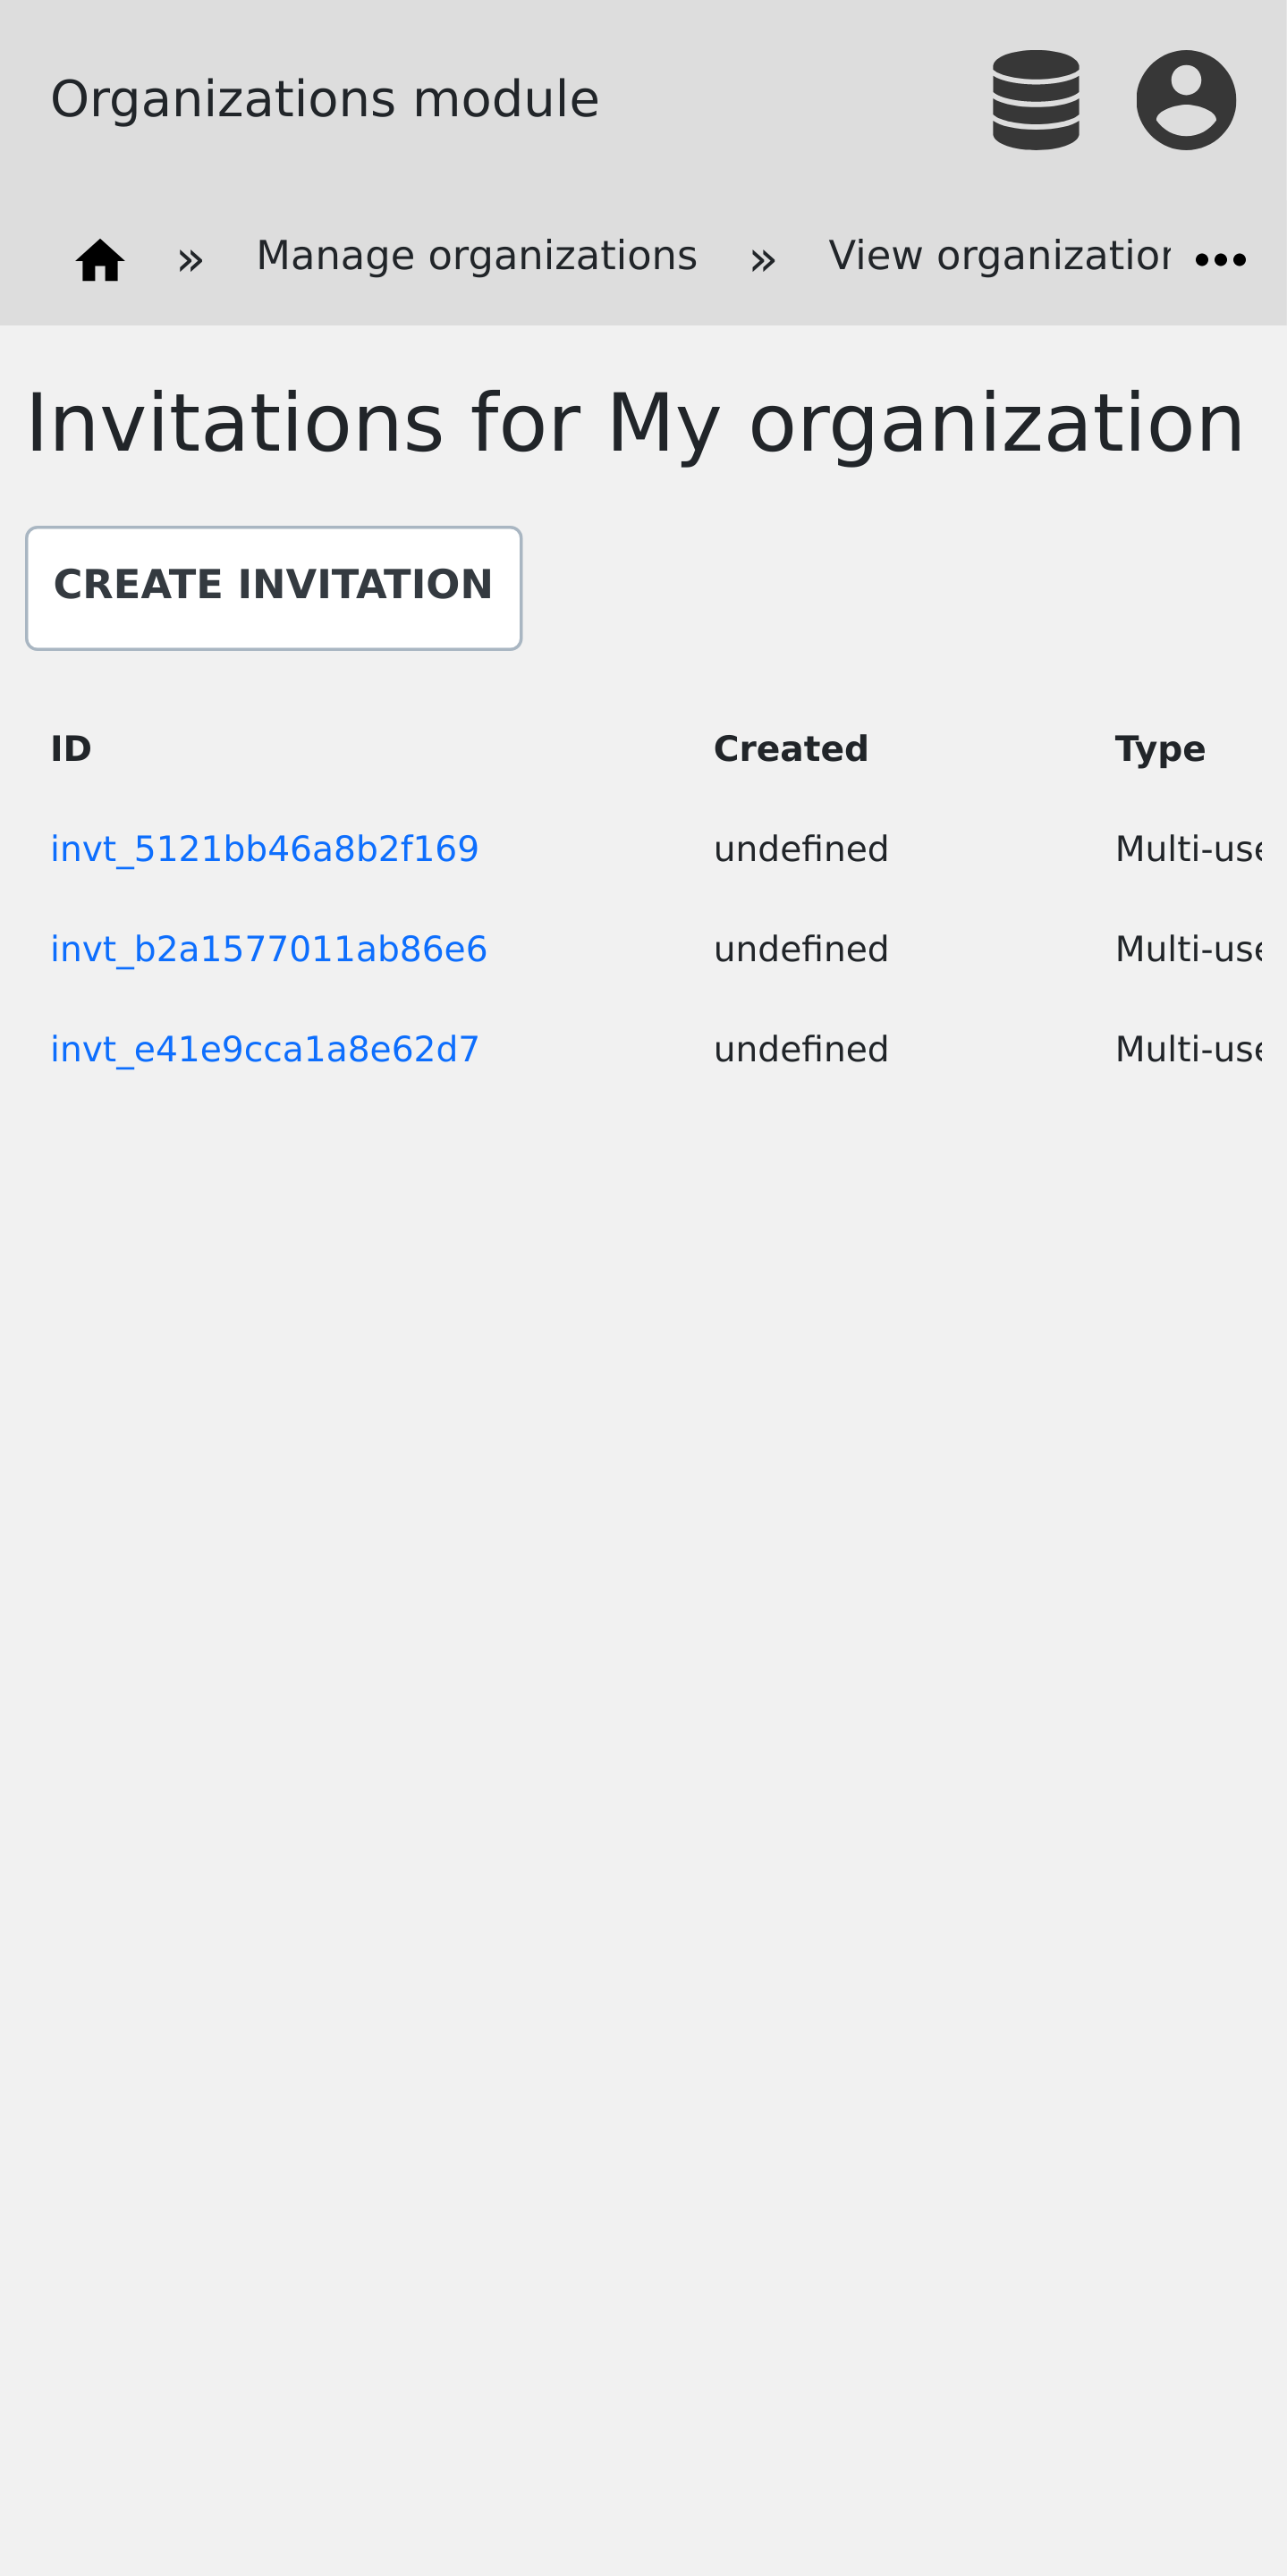 Organizations module
» Manage organizations » View organization
Invitations for My organization
CREATE INVITATION
ID Created Type
invt_5121bb46a8b2f169 undefined Multi-use
invt_b2a1577011ab86e6 undefined Multi-use
invt_e41e9cca1a8e62d7 undefined Multi-use